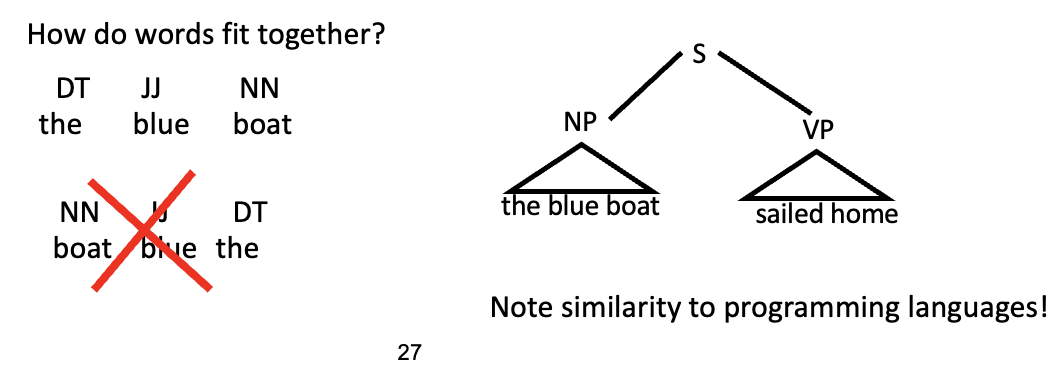 How do words fit together?
DT JJ NN
the blue boat
NN JJ DT
boat blue the
S
NP VP
the blue boat sailed home
Note similarity to programming languages!
27